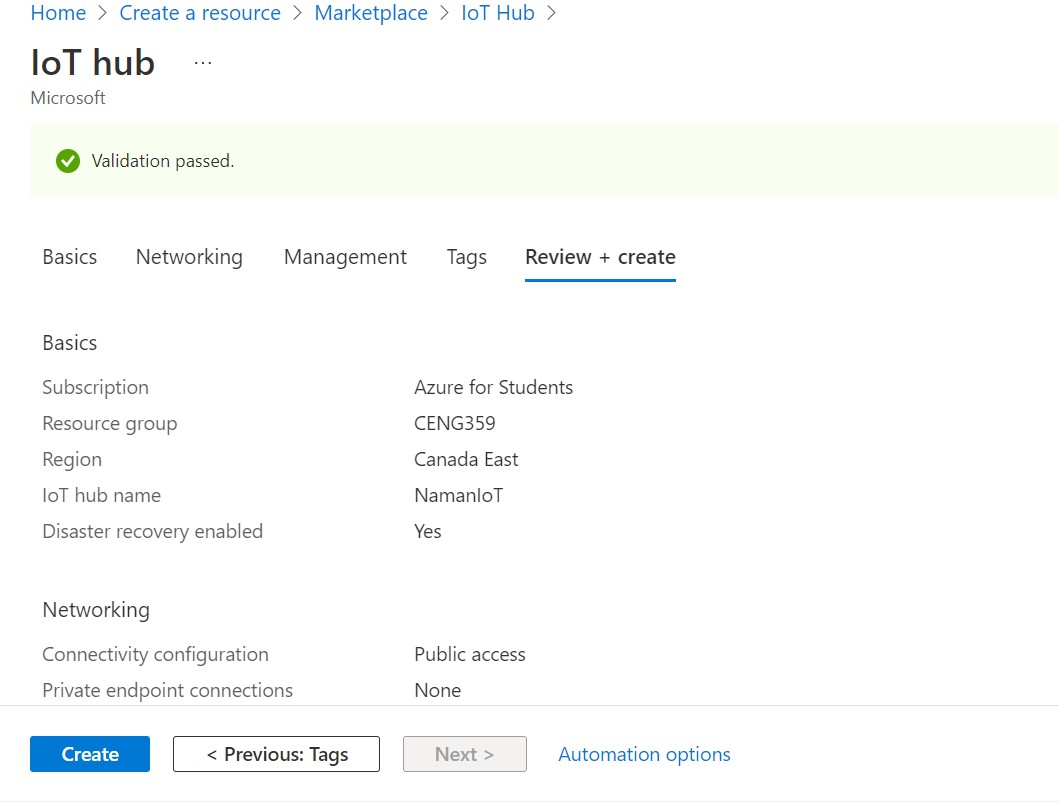 Home > Create a resource > Marketplace > IoT Hub >
IoT hub ...
Microsoft
Validation passed.
Basics Networking Management Tags Review + create
Basics
Subscription Azure for Students
Resource group CENG359
Region Canada East
IoT hub name NamanIoT
Disaster recovery enabled Yes
Networking
Connectivity configuration Public access
Private endpoint connections None
Create < Previous: Tags Next > Automation options